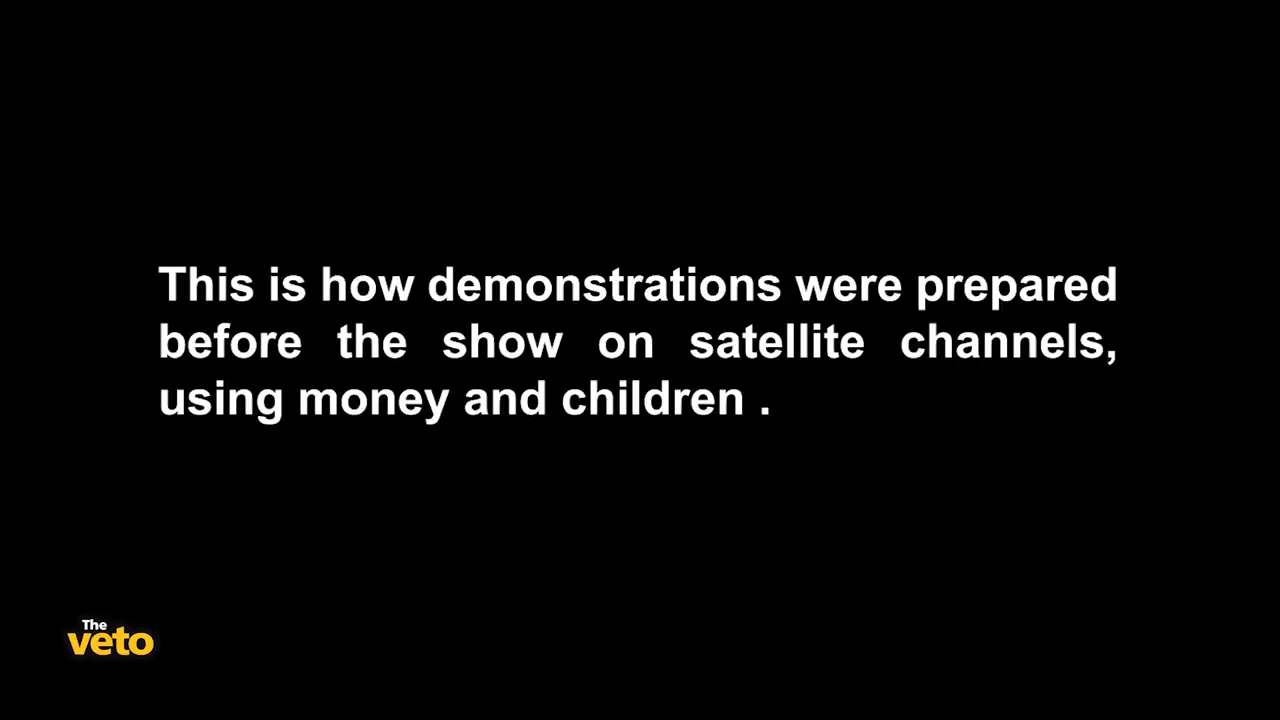 This is how demonstrations were prepared
before the show on satellite channels,
using money and children .
The
veto